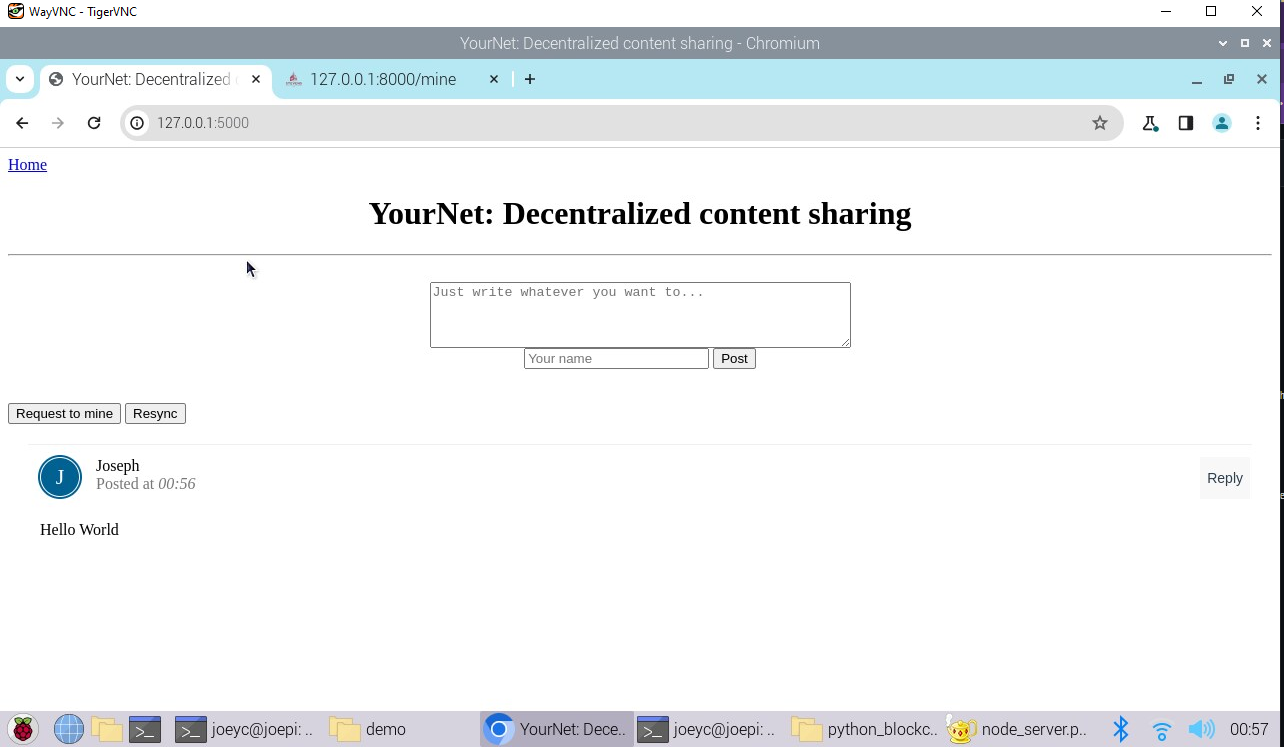 WayVNC - TigerVNC
YourNet: Decentralized content sharing - Chromium
YourNet: Decentralized
127.0.0.1:8000/mine
127.0.0.1:5000
Home
YourNet: Decentralized content sharing
Just write whatever you want to...
Your name
Post
Request to mine
Resync
J
Joseph
Posted at 00:56
Reply
Hello World
joeyc@joepi: ..
demo
YourNet: Dece..
joeyc@joepi: ..
python_blockc..
node_server.p..
00:57